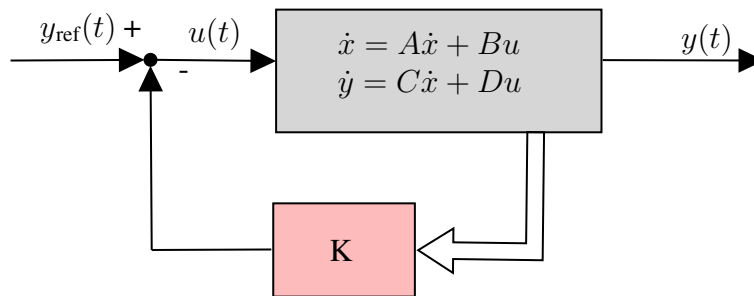 y_ref(t) +
u(t)
-
ẋ = Aẋ + Bu
ẏ = Cẋ + Du
y(t)
K